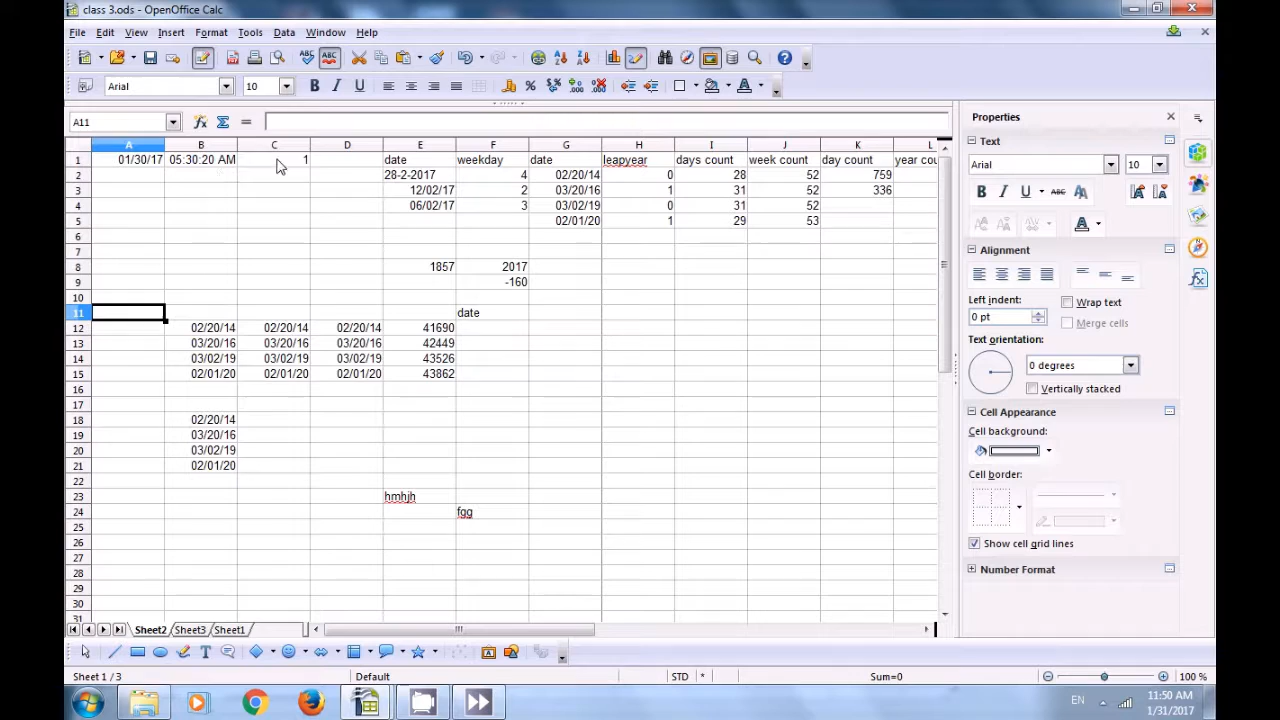 class 3.ods - OpenOffice Calc
File Edit View Insert Format Tools Data Window Help
Arial 10
A11
A B C D E F G H I J K L
1 01/30/17 05:30:20 AM 1 date weekday date leapyear days count week count day count year cou
2 28-2-2017 4 02/20/14 0 28 52 759
3 12/02/17 2 03/20/16 1 31 52 336
4 06/02/17 3 03/02/19 0 31 52
5 02/01/20 1 29 53
6
7
8 1857 2017
9 -160
10
11 date
12 02/20/14 02/20/14 02/20/14 41690
13 03/20/16 03/20/16 03/20/16 42449
14 03/02/19 03/02/19 03/02/19 43526
15 02/01/20 02/01/20 02/01/20 43862
16
17
18 02/20/14
19 03/20/16
20 03/02/19
21 02/01/20
22
23 hmhjh
24 fgg
25
26
27
28
29
30
31
Sheet2 Sheet3 Sheet1
Properties
Text
Arial 10
Alignment
Left indent:
0 pt
Wrap text
Merge cells
Text orientation:
0 degrees
Vertically stacked
Cell Appearance
Cell background:
Cell border:
Show cell grid lines
Number Format
Sheet 1 / 3 Default STD * Sum=0 100 %
EN 11:50 AM
1/31/2017